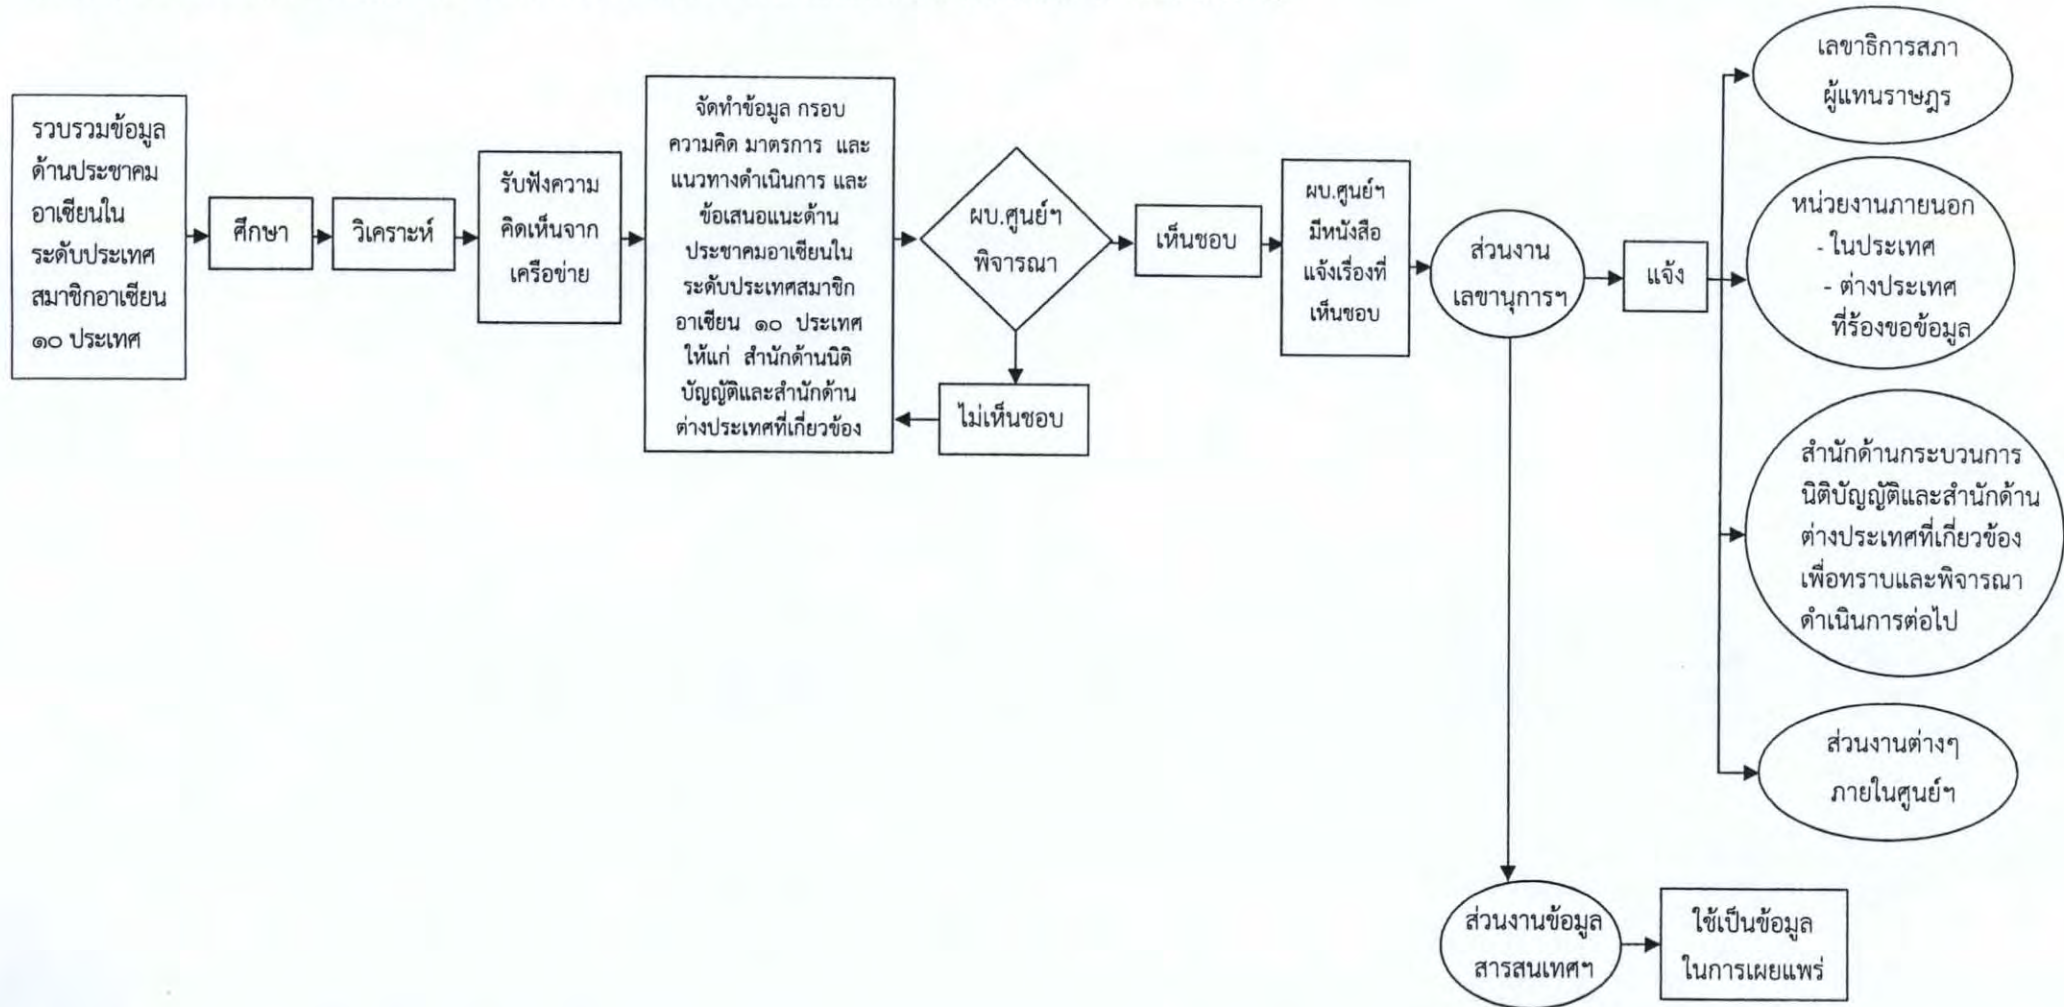 รวบรวมข้อมูล
ด้านประชาคม
อาเซียนใน
ระดับประเทศ
สมาชิกอาเซียน
๑๐ ประเทศ
ศึกษา
วิเคราะห์
รับฟังความ
คิดเห็นจาก
เครือข่าย
จัดทำข้อมูล กรอบ
ความคิด มาตรการ และ
แนวทางดำเนินการ และ
ข้อเสนอแนะด้าน
ประชาคมอาเซียนใน
ระดับประเทศสมาชิก
อาเซียน ๑๐ ประเทศ
ให้แก่ สำนักด้านนิติ
บัญญัติและสำนักด้าน
ต่างประเทศที่เกี่ยวข้อง
ผบ.ศูนย์ฯ
พิจารณา
ไม่เห็นชอบ
เห็นชอบ
ผบ.ศูนย์ฯ
มีหนังสือ
แจ้งเรื่องที่
เห็นชอบ
ส่วนงาน
เลขานุการฯ
แจ้ง
เลขาธิการสภา
ผู้แทนราษฎร
หน่วยงานภายนอก
- ในประเทศ
- ต่างประเทศ
ที่ร้องขอข้อมูล
สำนักด้านกระบวนการ
นิติบัญญัติและสำนักด้าน
ต่างประเทศที่เกี่ยวข้อง
เพื่อทราบและพิจารณา
ดำเนินการต่อไป
ส่วนงานต่างๆ
ภายในศูนย์ฯ
ส่วนงานข้อมูล
สารสนเทศฯ
ใช้เป็นข้อมูล
ในการเผยแพร่